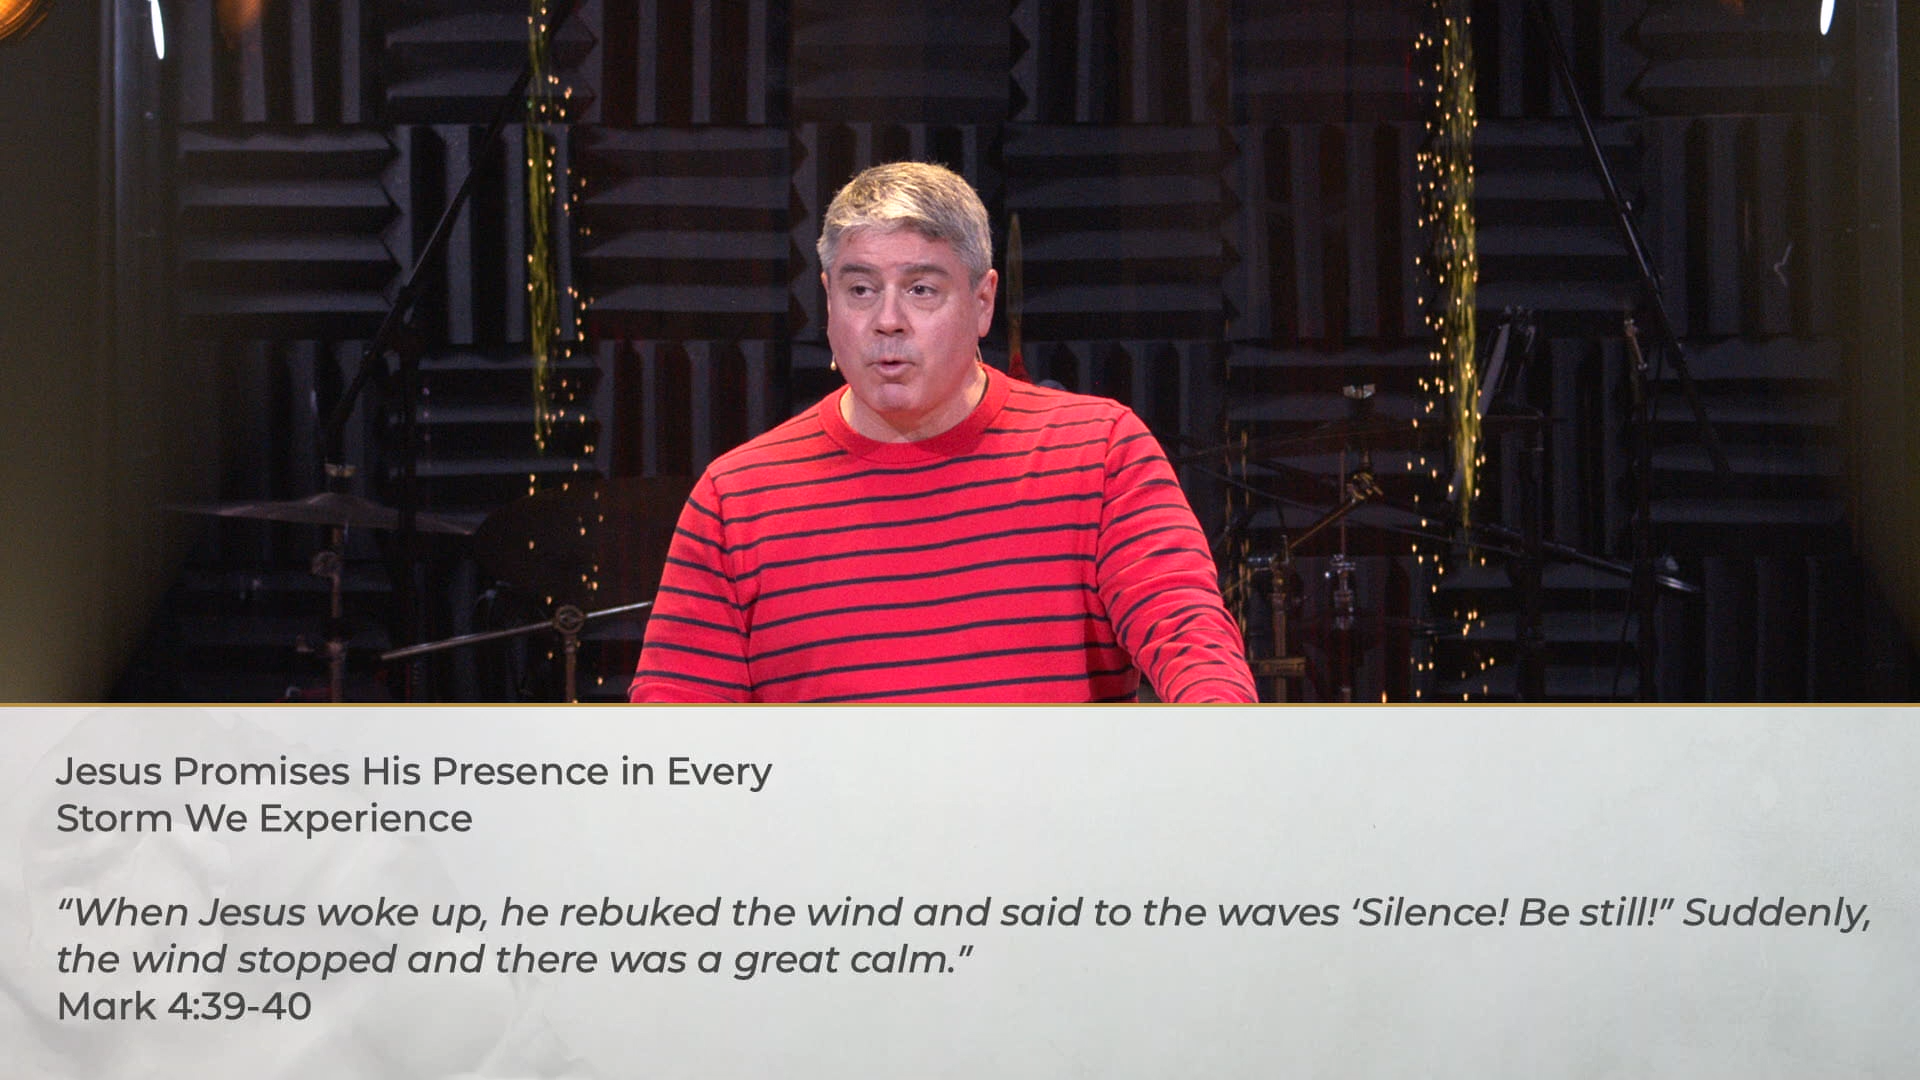 Jesus Promises His Presence in Every
Storm We Experience
“When Jesus woke up, he rebuked the wind and said to the waves ‘Silence! Be still!” Suddenly,
the wind stopped and there was a great calm.”
Mark 4:39-40